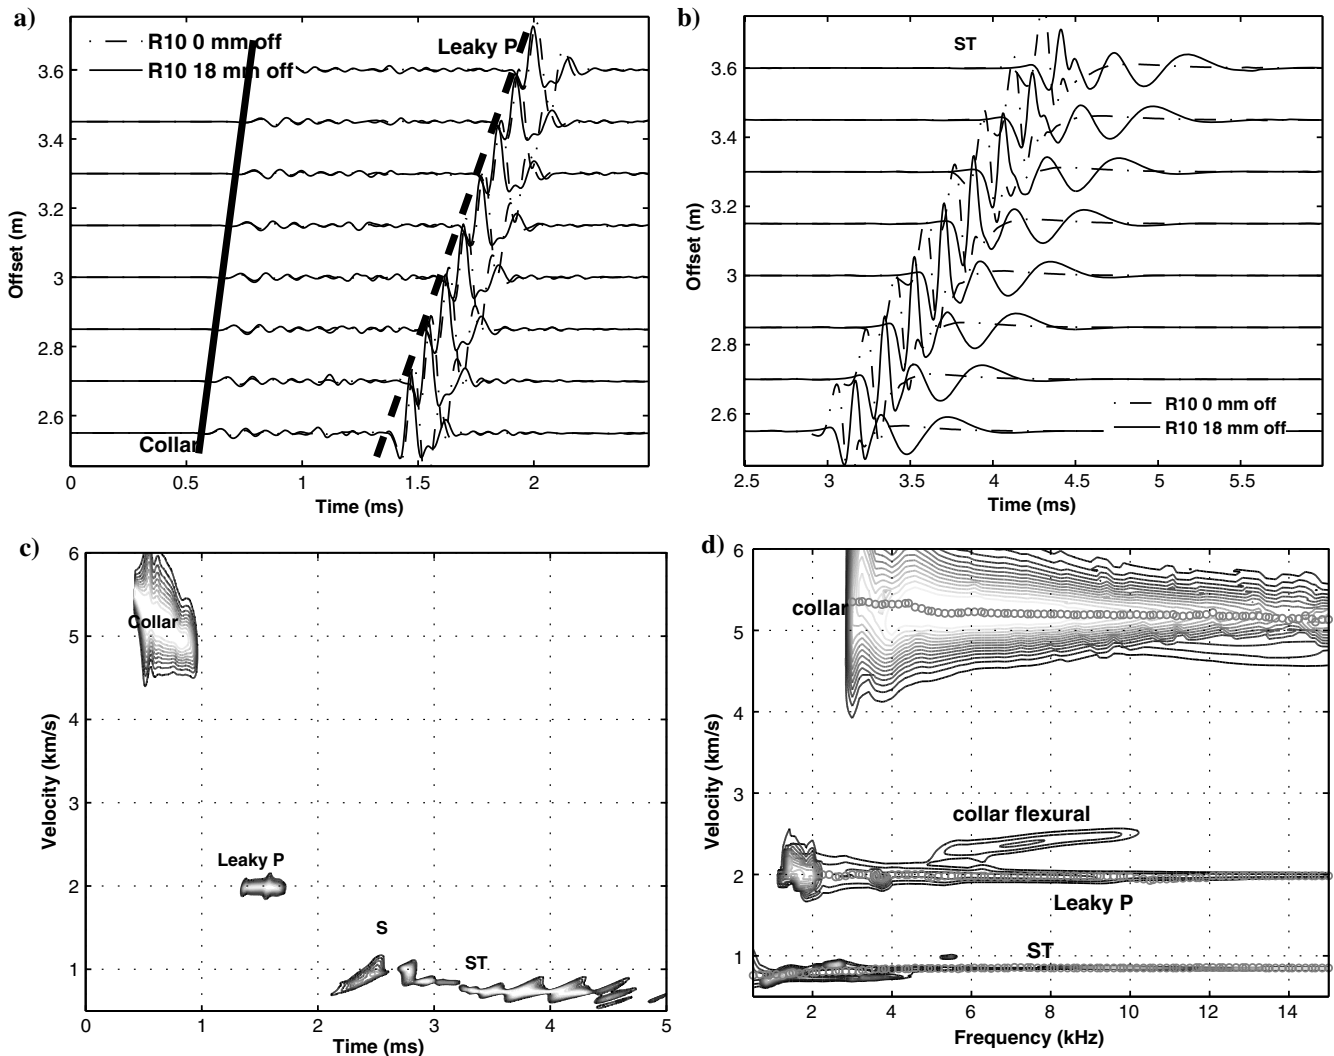 a)
R10 0 mm off
R10 18 mm off
Leaky P
Collar
3.6
3.4
3.2
3
2.8
2.6
Offset (m)
0
0.5
1
1.5
2
Time (ms)
b)
ST
3.6
3.4
3.2
3
2.8
2.6
Offset (m)
R10 0 mm off
R10 18 mm off
2.5
3
3.5
4
4.5
5
5.5
Time (ms)
c)
6
5
4
3
2
1
Velocity (km/s)
Collar
Leaky P
S
ST
0
1
2
3
4
5
Time (ms)
d)
6
5
4
3
2
1
Velocity (km/s)
collar
collar flexural
Leaky P
ST
2
4
6
8
10
12
14
Frequency (kHz)